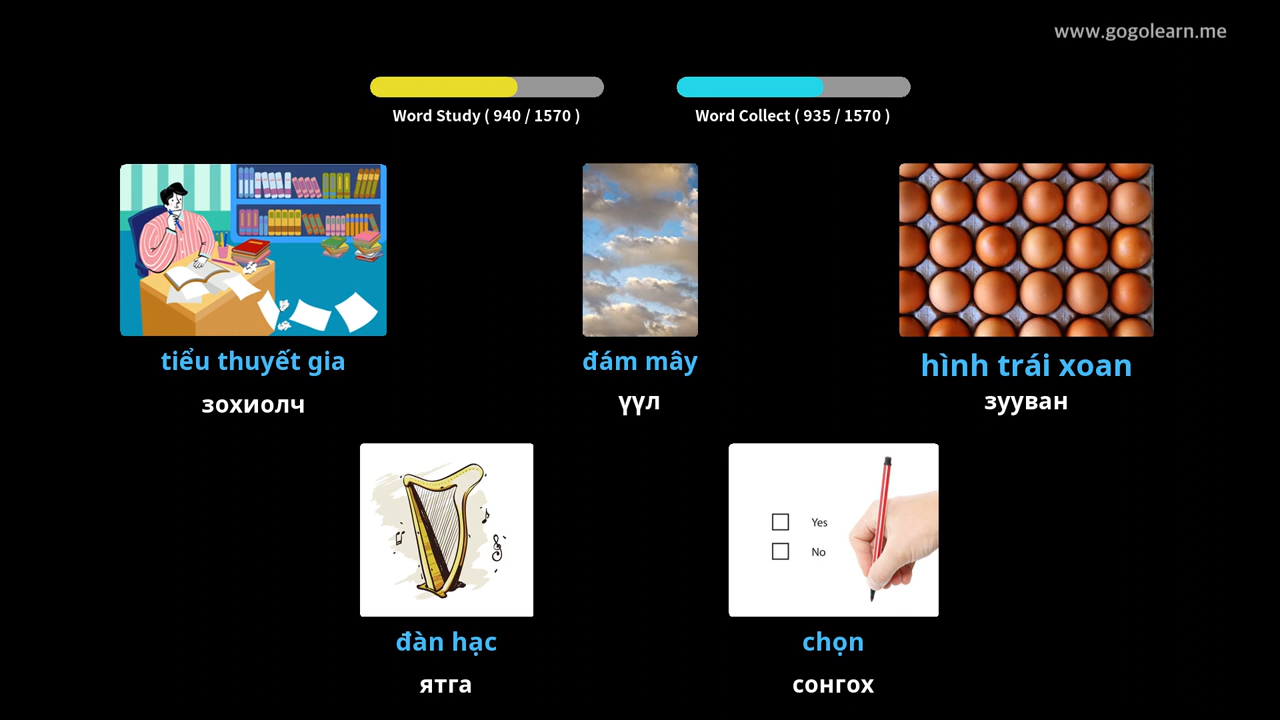 www.gogolearn.me
Word Study ( 940 / 1570 )
Word Collect ( 935 / 1570 )
tiểu thuyết gia
зохиолч
đám mây
үүл
hình trái xoan
зууван
Yes
No
đàn hạc
ятга
chọn
сонгох